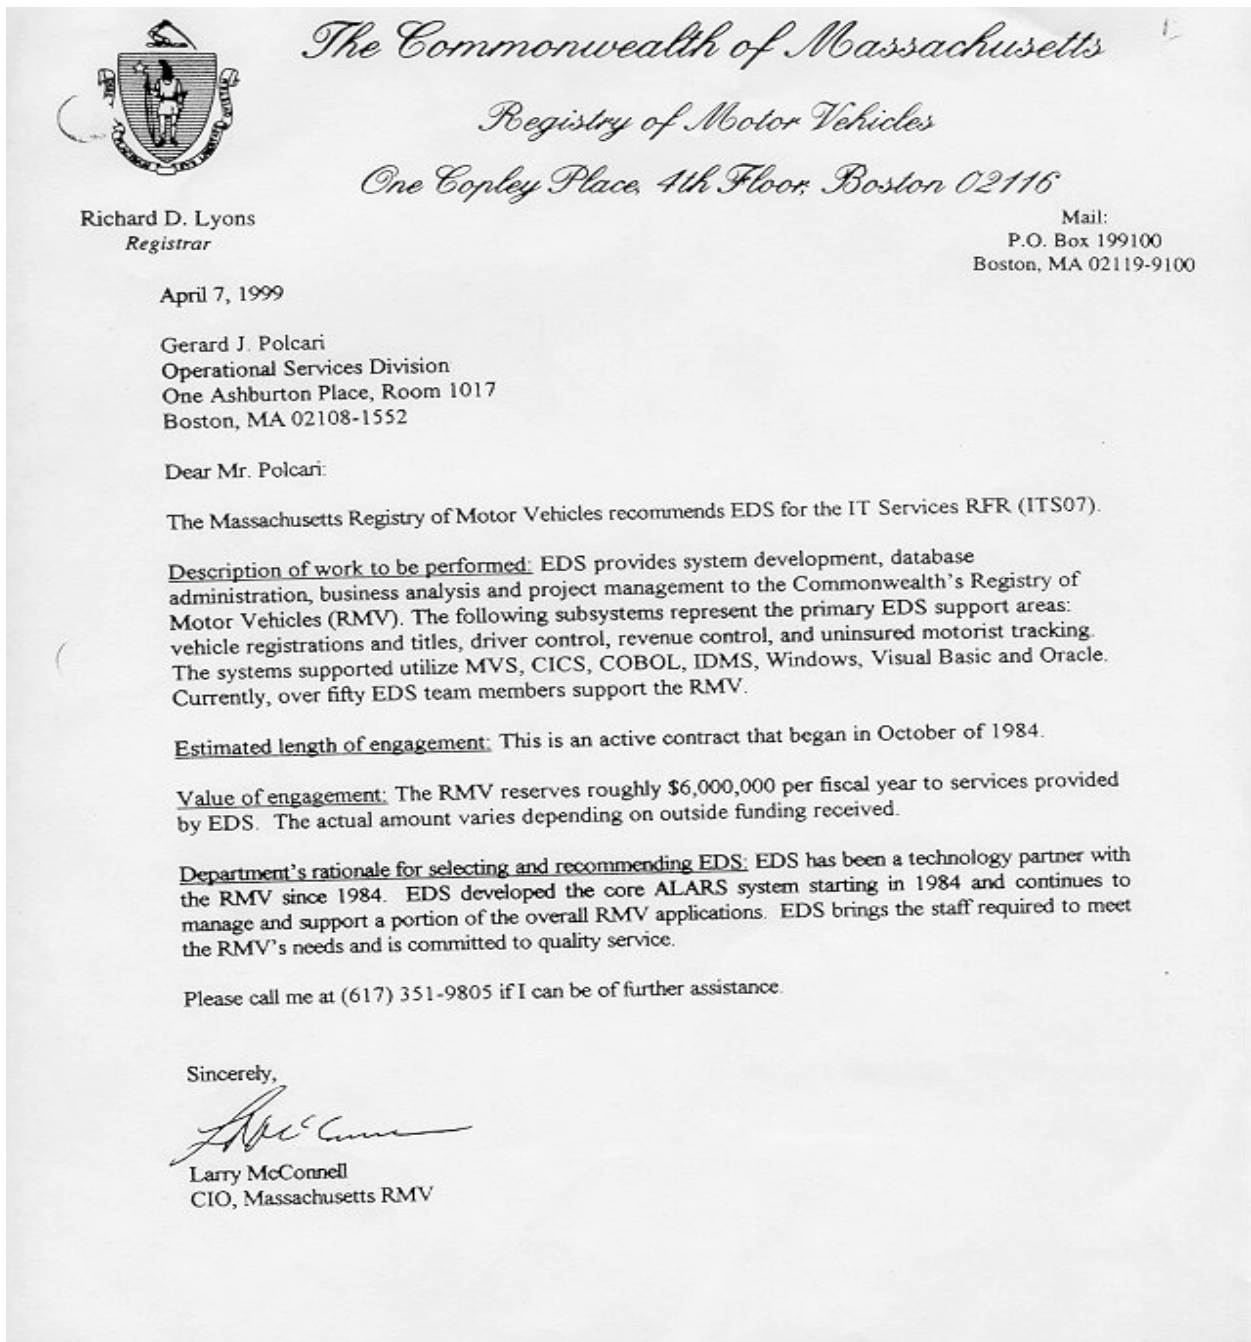 The Commonwealth of Massachusetts
Registry of Motor Vehicles
One Copley Place, 4th Floor, Boston 02116
Richard D. Lyons
Registrar
Mail:
P.O. Box 199100
Boston, MA 02119-9100
April 7, 1999
Gerard J. Polcari
Operational Services Division
One Ashburton Place, Room 1017
Boston, MA 02108-1552
Dear Mr. Polcari:
The Massachusetts Registry of Motor Vehicles recommends EDS for the IT Services RFR (ITS07).
Description of work to be performed: EDS provides system development, database
administration, business analysis and project management to the Commonwealth's Registry of
Motor Vehicles (RMV). The following subsystems represent the primary EDS support areas:
vehicle registrations and titles, driver control, revenue control, and uninsured motorist tracking.
The systems supported utilize MVS, CICS, COBOL, IDMS, Windows, Visual Basic and Oracle.
Currently, over fifty EDS team members support the RMV.
Estimated length of engagement: This is an active contract that began in October of 1984.
Value of engagement: The RMV reserves roughly $6,000,000 per fiscal year to services provided
by EDS. The actual amount varies depending on outside funding received.
Department's rationale for selecting and recommending EDS: EDS has been a technology partner with
the RMV since 1984. EDS developed the core ALARS system starting in 1984 and continues to
manage and support a portion of the overall RMV applications. EDS brings the staff required to meet
the RMV's needs and is committed to quality service.
Please call me at (617) 351-9805 if I can be of further assistance.
Sincerely,
Larry McConnell
CIO, Massachusetts RMV